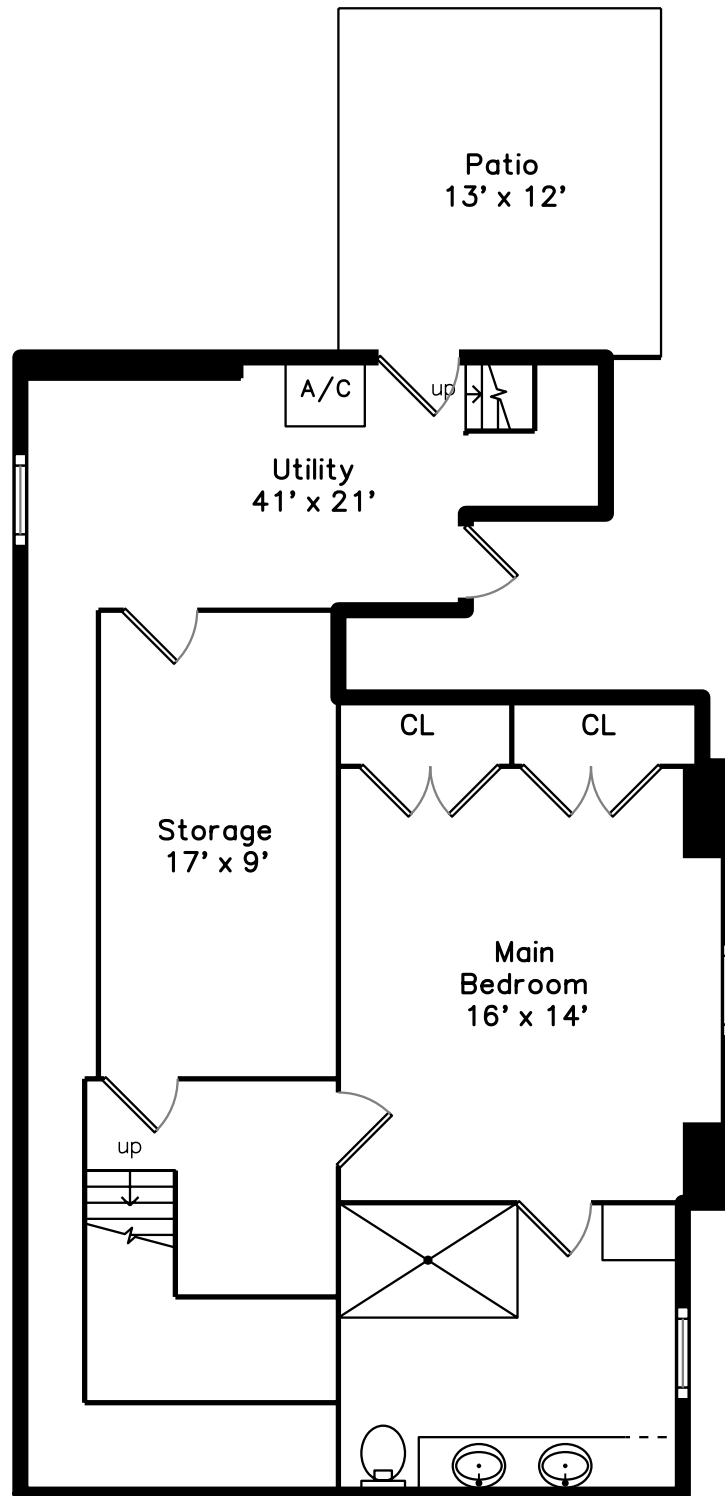 Patio
13' x 12'
A/C
up
Utility
41' x 21'
CL
CL
Storage
17' x 9'
Main
Bedroom
16' x 14'
up